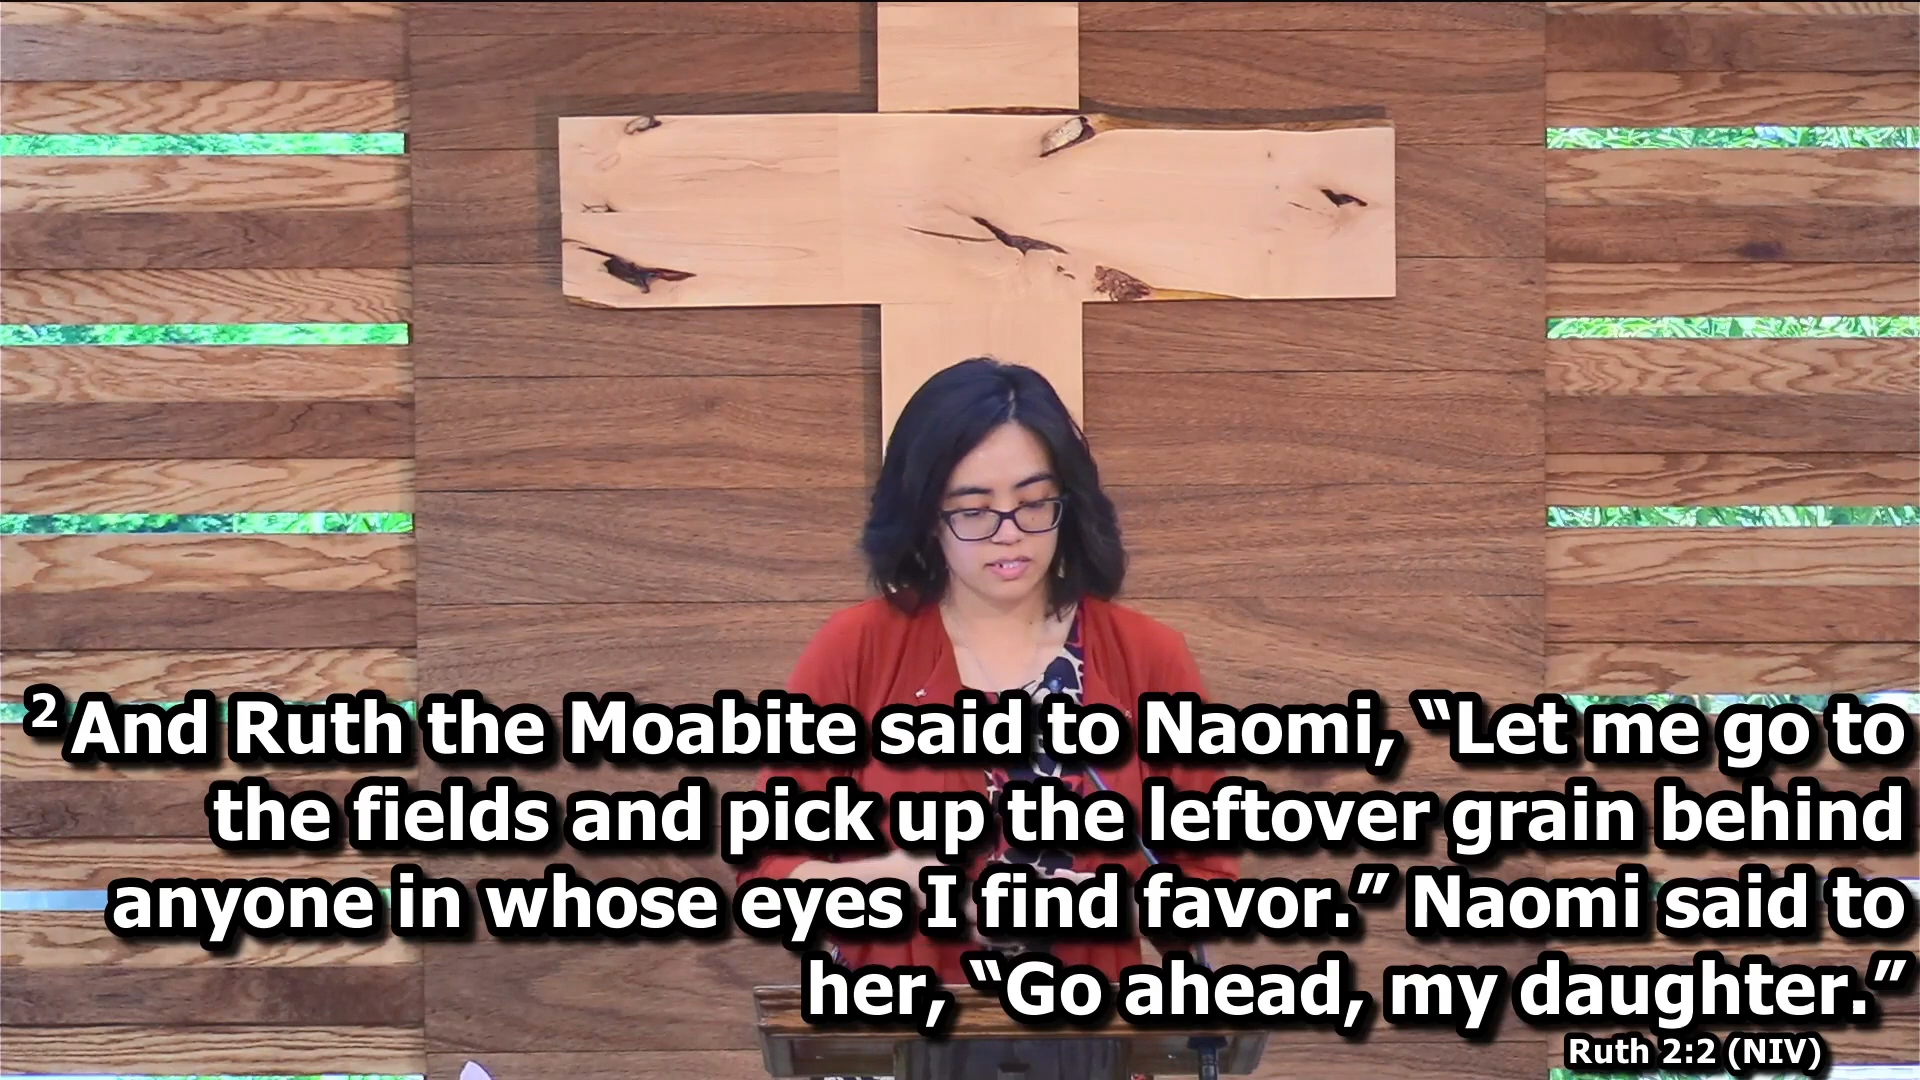 2 And Ruth the Moabite said to Naomi, “Let me go to
the fields and pick up the leftover grain behind
anyone in whose eyes I find favor.” Naomi said to
her, “Go ahead, my daughter.”
Ruth 2:2 (NIV)